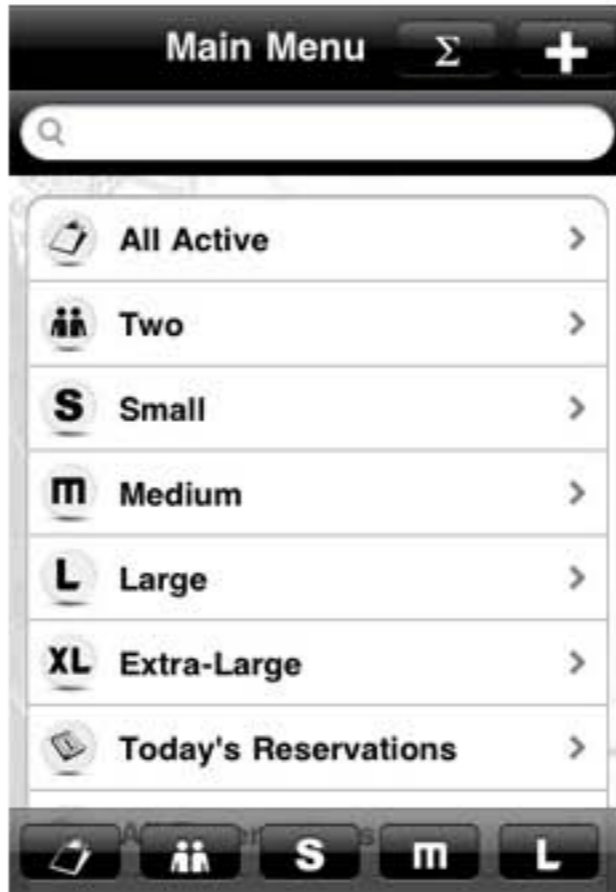 Main Menu Σ
All Active
Two
S Small
m Medium
L Large
XL Extra-Large
Today's Reservations
S m L